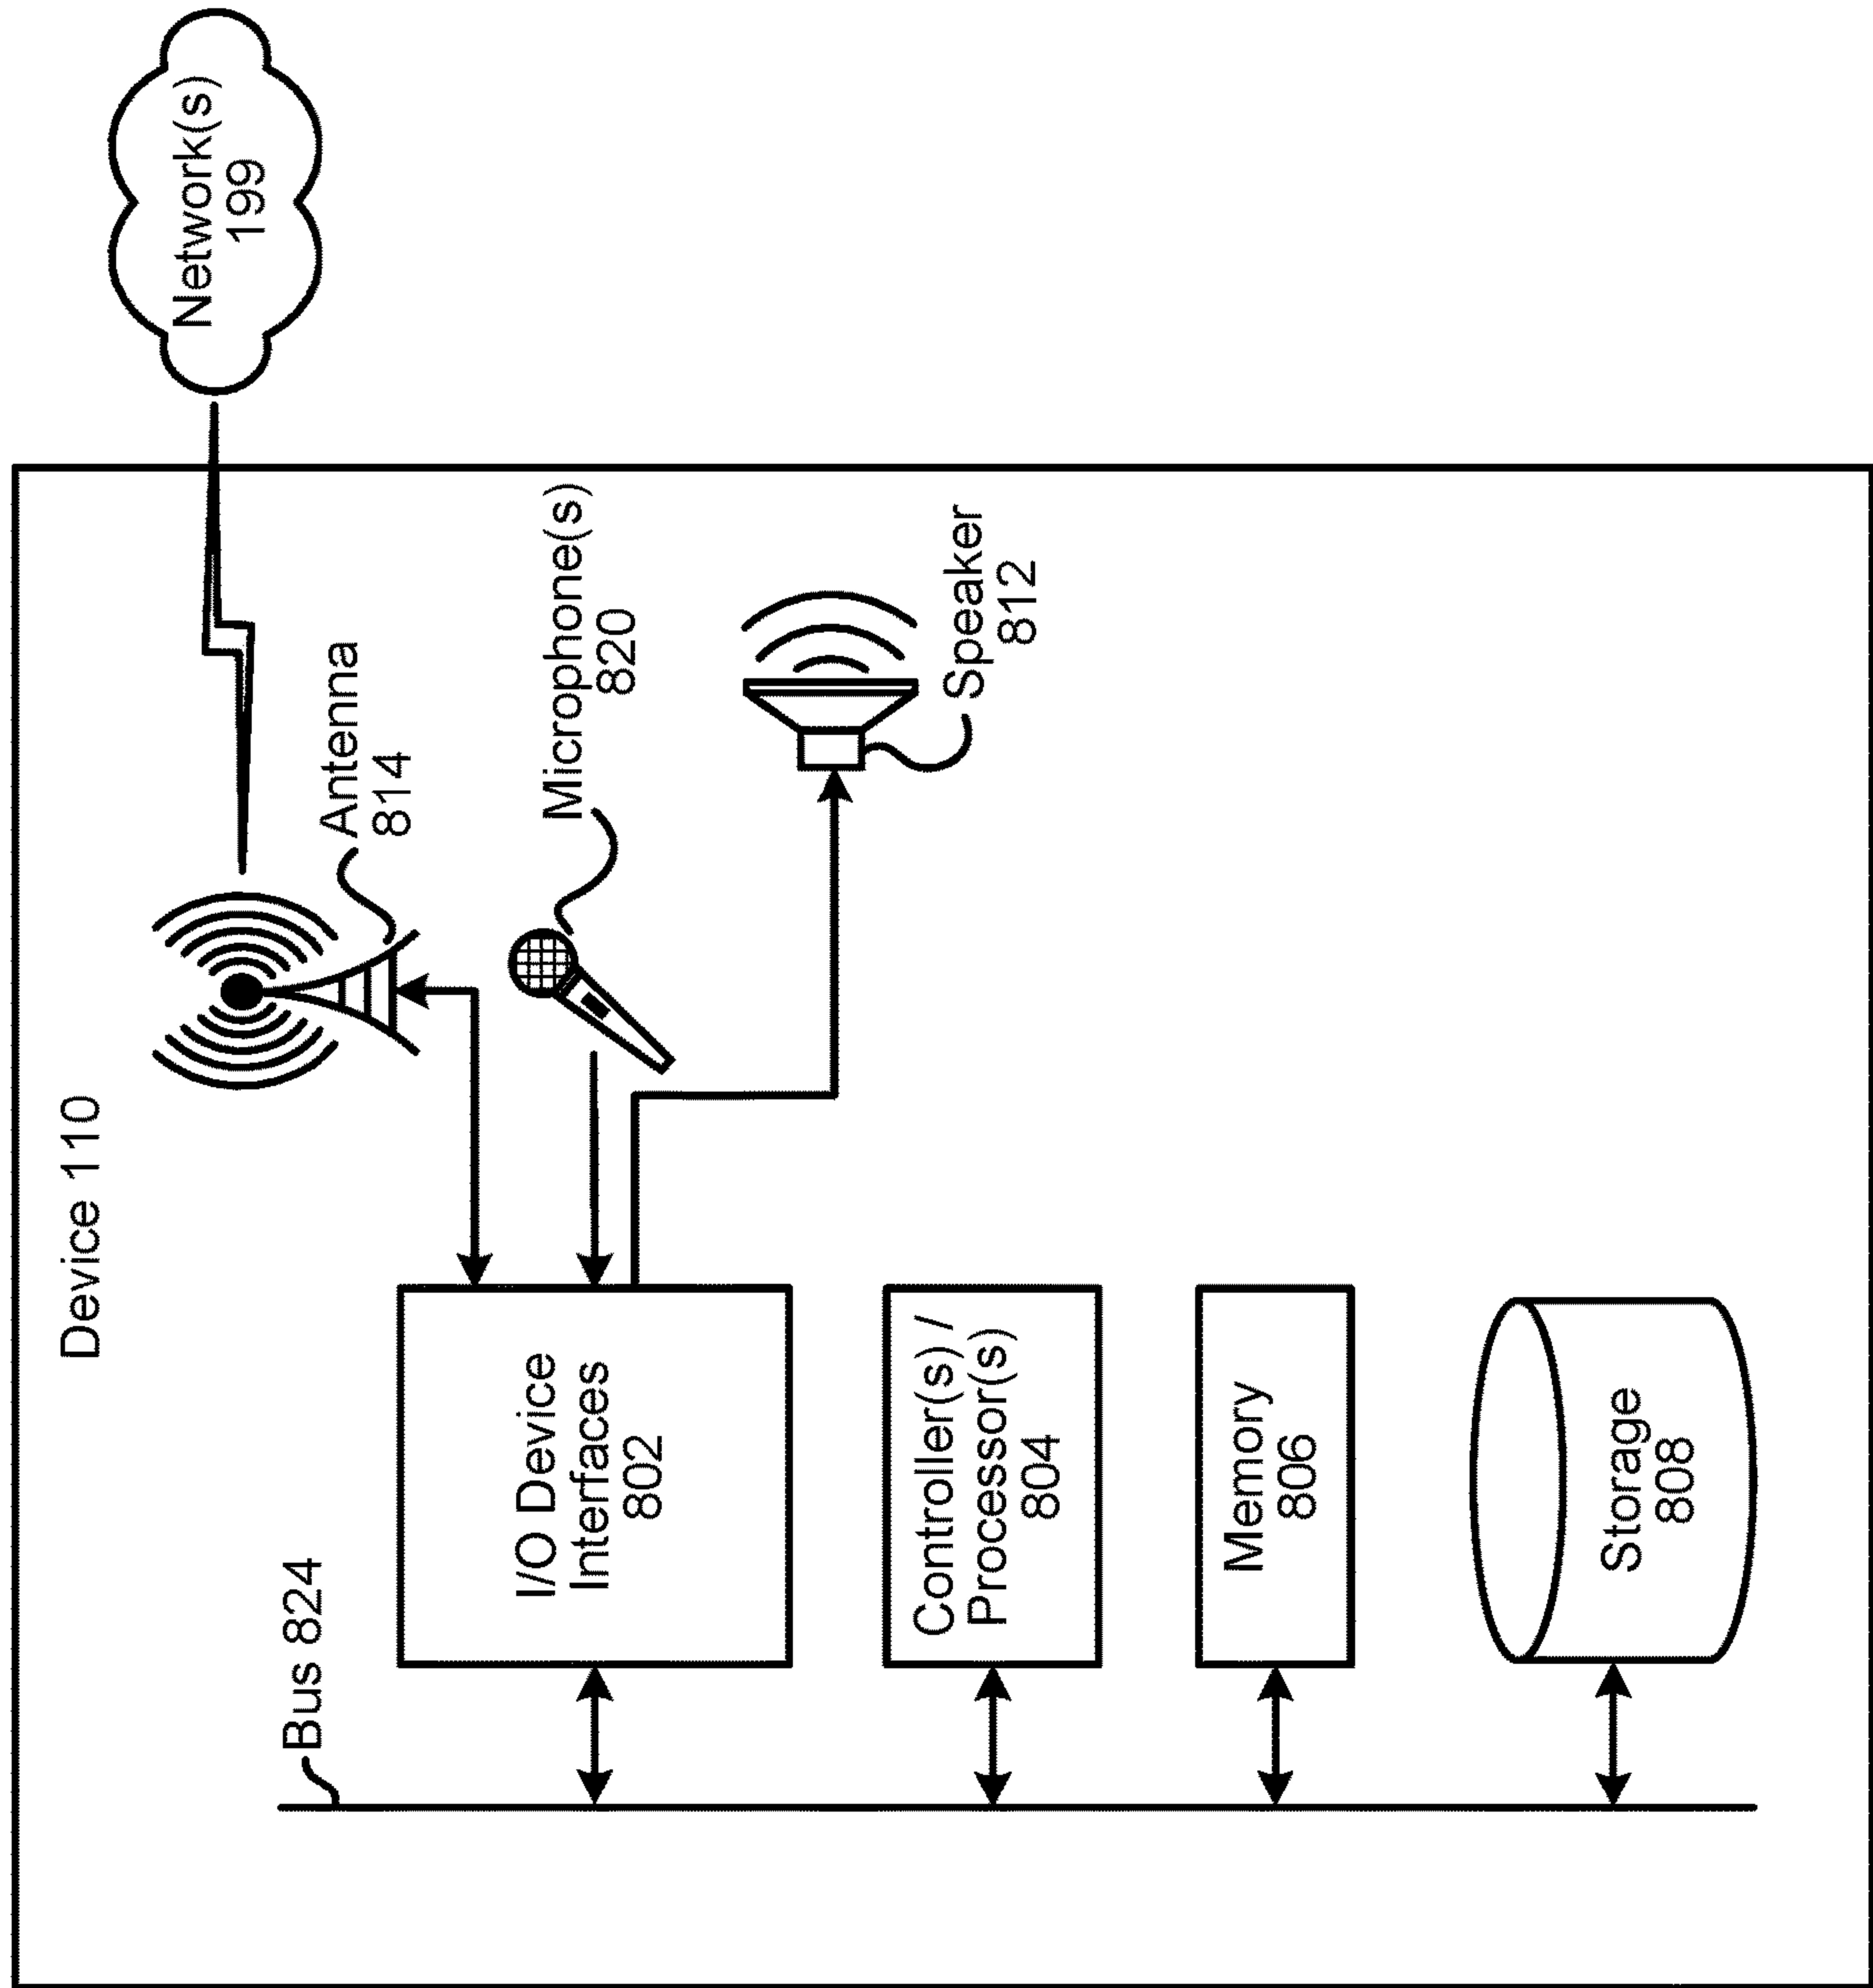 Device 110
Network(s)
199
Bus 824
Antenna
814
I/O Device
Interfaces
802
Microphone(s)
820
Speaker
812
Controller(s) /
Processor(s)
804
Memory
806
Storage
808